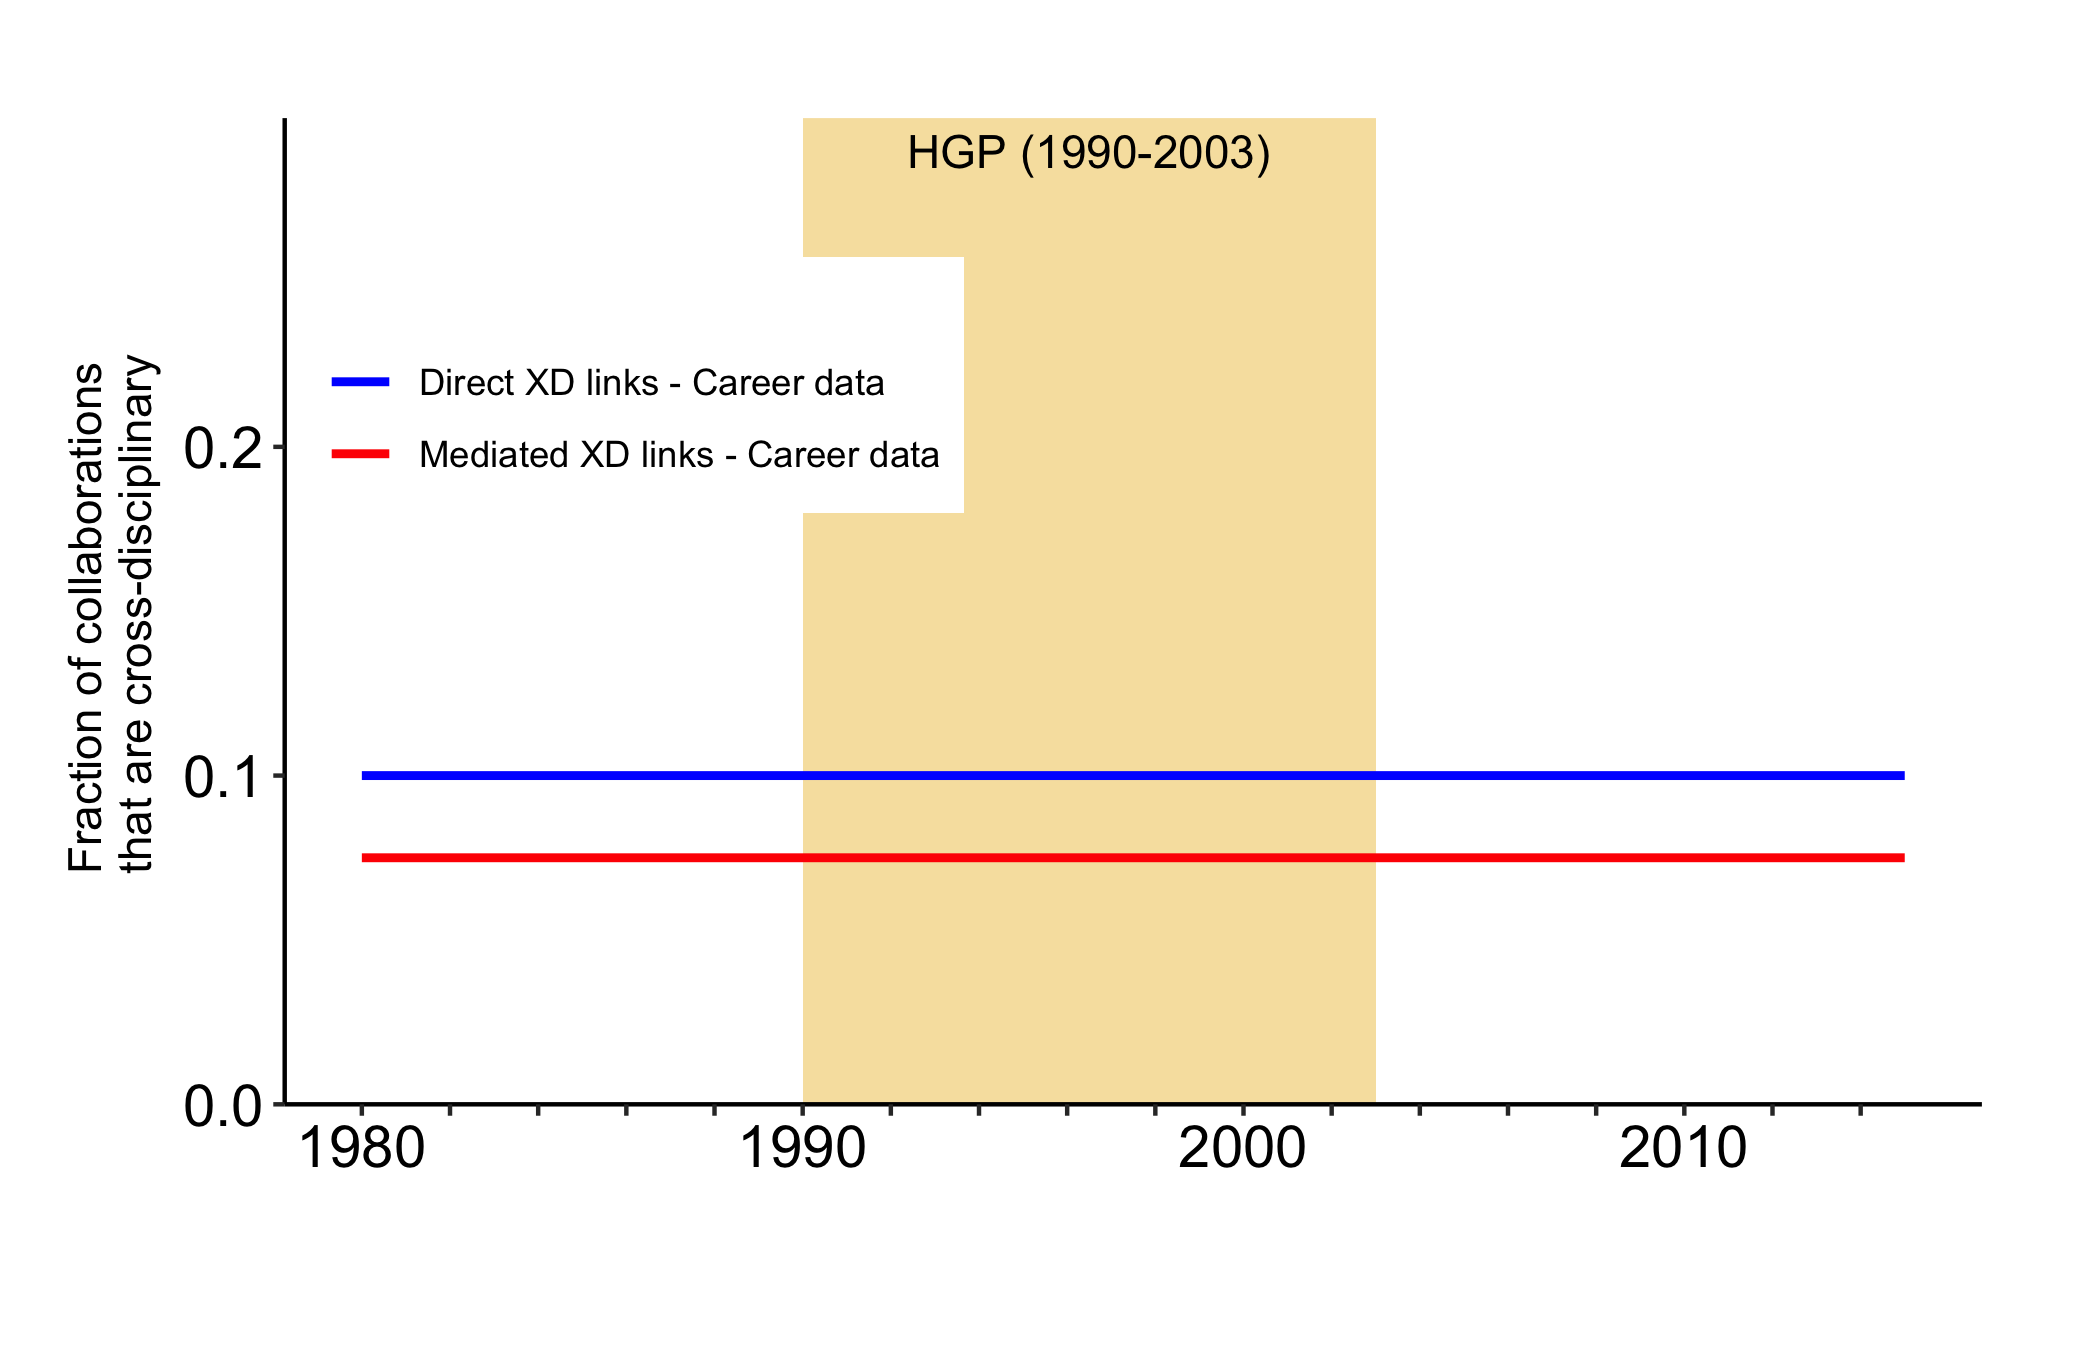 HGP (1990-2003)
Direct XD links - Career data
Mediated XD links - Career data
Fraction of collaborations
that are cross-disciplinary
0.2
0.1
0.0
1980
1990
2000
2010